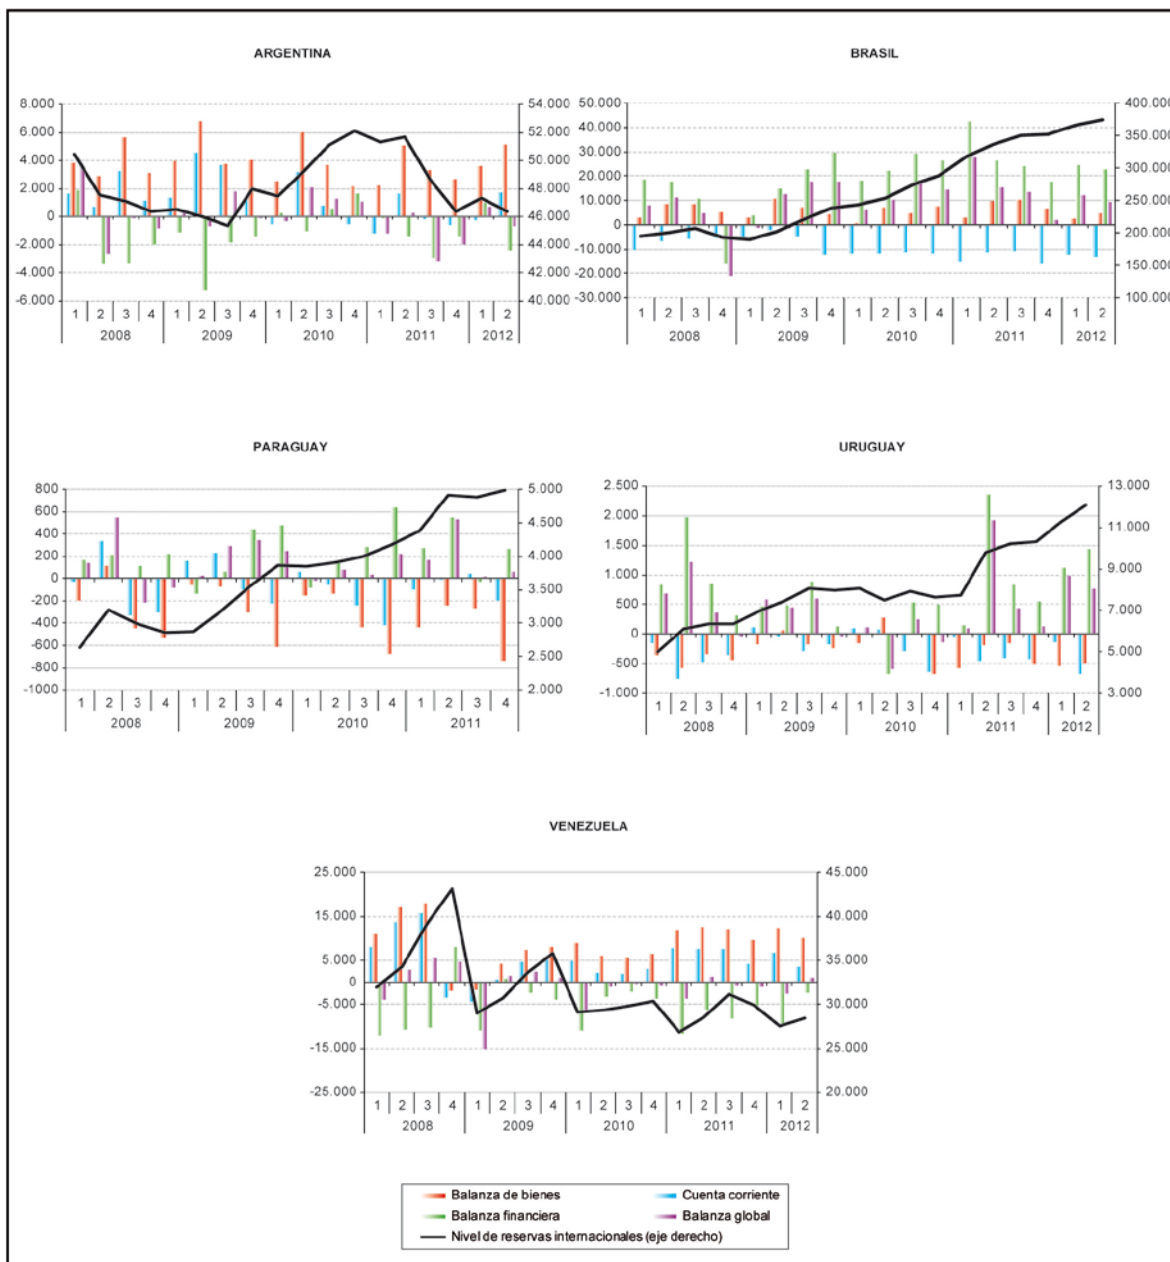 ARGENTINA
8.000 54.000
6.000 52.000
4.000 50.000
2.000 48.000
0 46.000
-2.000 44.000
-4.000 42.000
-6.000 40.000
1 2 3 4 1 2 3 4 1 2 3 4 1 2 3 4 1 2
2008 2009 2010 2011 2012
BRASIL
50.000 400.000
40.000 350.000
30.000 300.000
20.000 250.000
10.000 200.000
0 150.000
-10.000 100.000
-20.000
-30.000
1 2 3 4 1 2 3 4 1 2 3 4 1 2 3 4 1 2
2008 2009 2010 2011 2012
PARAGUAY
800 5.000
600 4.500
400 4.000
200 3.500
0 3.000
-200 2.500
-400 2.000
-600
-800
-1000
1 2 3 4 1 2 3 4 1 2 3 4 1 2 3 4
2008 2009 2010 2011
URUGUAY
2.500 13.000
2.000 11.000
1.500 9.000
1.000 7.000
500 5.000
0 3.000
-500
-1.000
1 2 3 4 1 2 3 4 1 2 3 4 1 2 3 4 1 2
2008 2009 2010 2011 2012
VENEZUELA
25.000 45.000
15.000 40.000
5.000 35.000
-5.000 30.000
-15.000 25.000
-25.000 20.000
1 2 3 4 1 2 3 4 1 2 3 4 1 2 3 4 1 2
2008 2009 2010 2011 2012
Balanza de bienes Cuenta corriente
Balanza financiera Balanza global
Nivel de reservas internacionales (eje derecho)